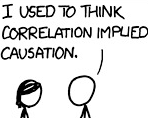 I USED TO THINK
CORRELATION IMPLIED
CAUSATION.